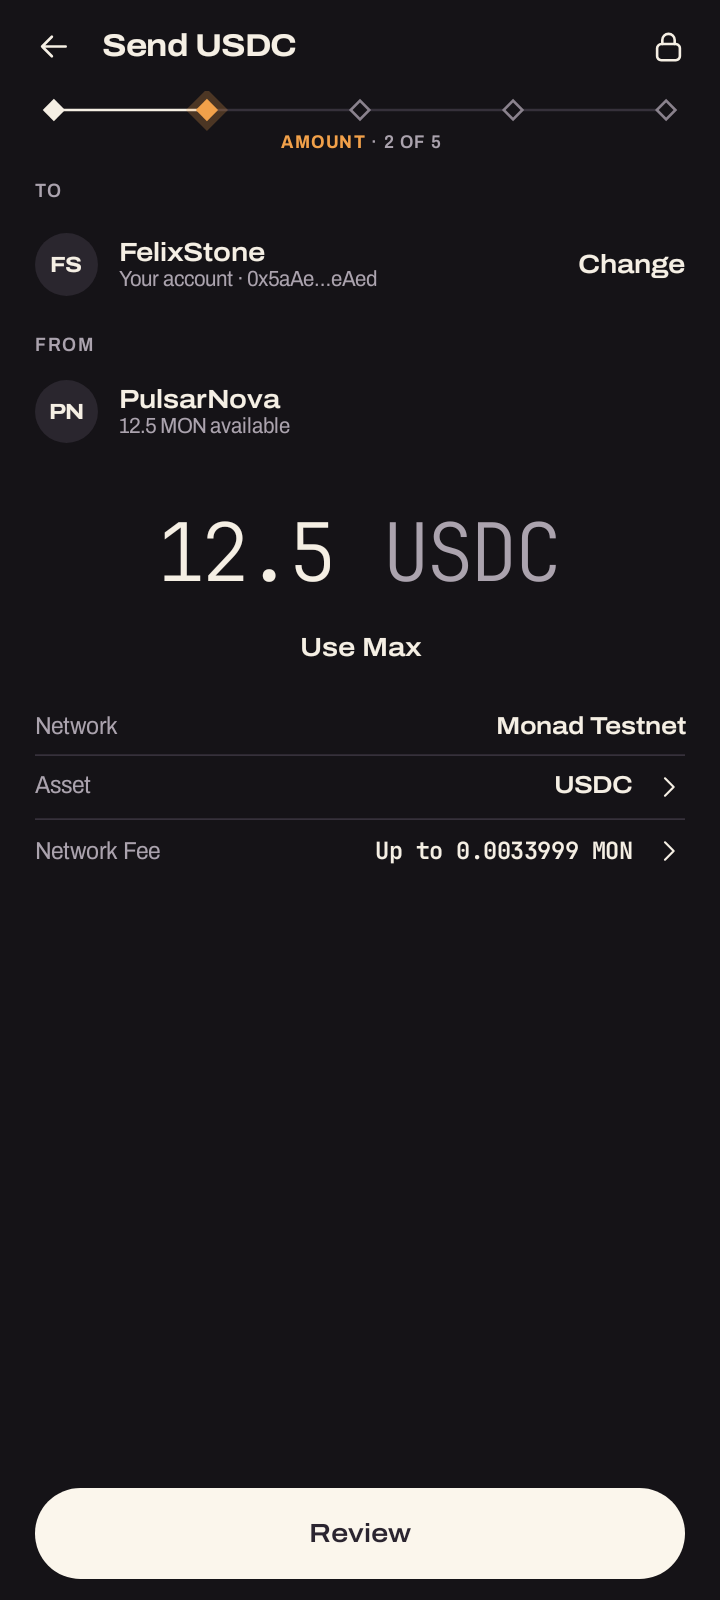 Send USDC
AMOUNT · 2 OF 5
TO
FS
FelixStone
Change
Your account · 0x5aAe...eAed
FROM
PN
PulsarNova
12.5 MON available
12.5 USDC
Use Max
Network
Monad Testnet
Asset
USDC
Network Fee
Up to 0.0033999 MON
Review